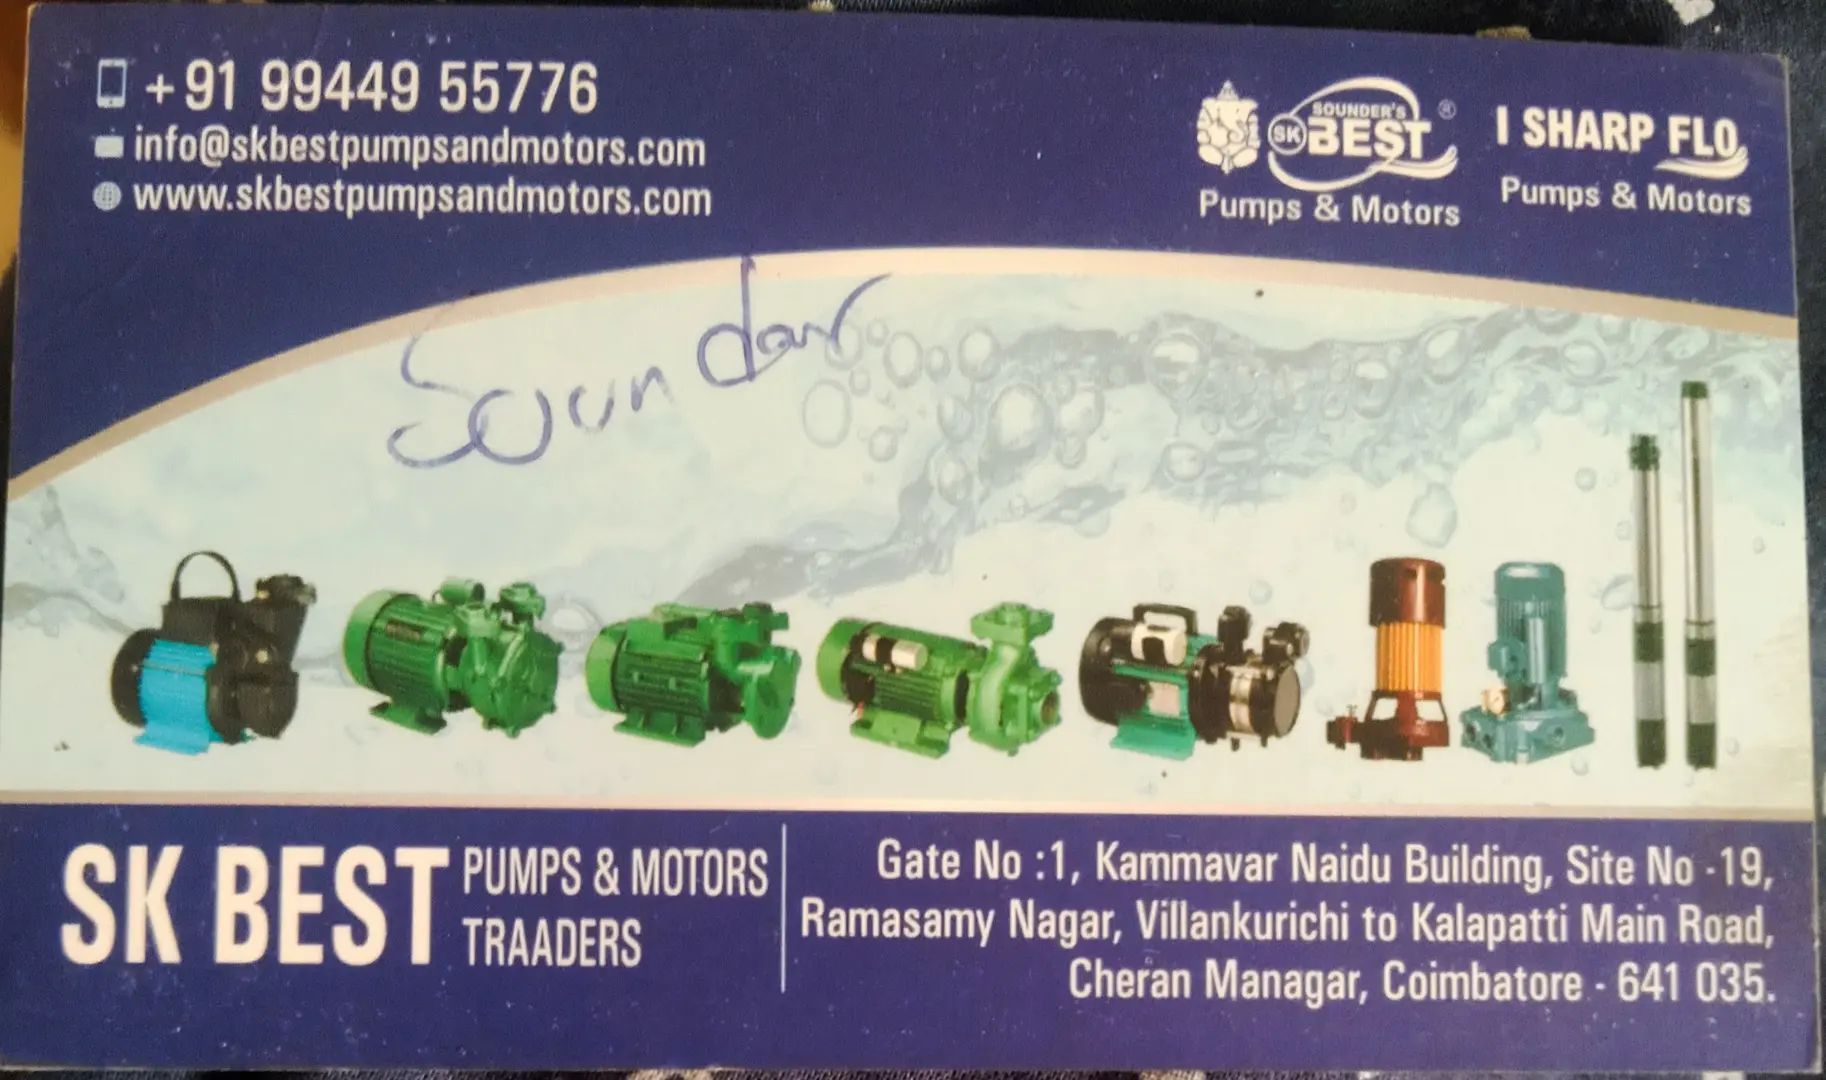 +91 99449 55776
info@skbestpumpsandmotors.com
www.skbestpumpsandmotors.com
SOUNDER'S
SK BEST ®
Pumps & Motors
I SHARP FLO
Pumps & Motors
Soundar
SK BEST PUMPS & MOTORS
TRAADERS
Gate No :1, Kammavar Naidu Building, Site No -19,
Ramasamy Nagar, Villankurichi to Kalapatti Main Road,
Cheran Managar, Coimbatore - 641 035.